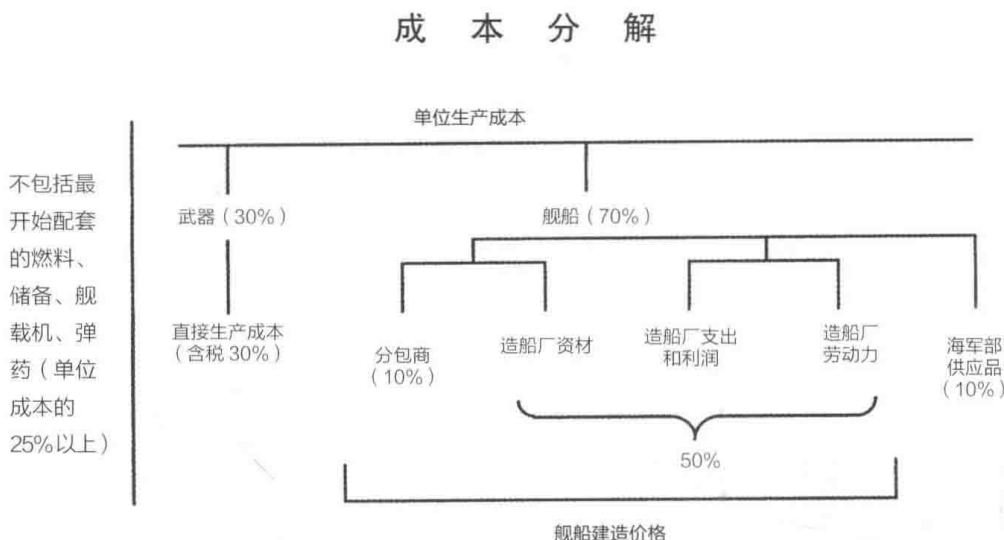 成本分解
单位生产成本
不包括最
开始配套
的燃料、
储备、舰
载机、弹
药（单位
成本的
25%以上）
武器（30%）
舰船（70%）
直接生产成本
（含税 30%）
分包商
（10%）
造船厂资材
造船厂支出
和利润
造船厂
劳动力
海军部
供应品
（10%）
50%
舰船建造价格